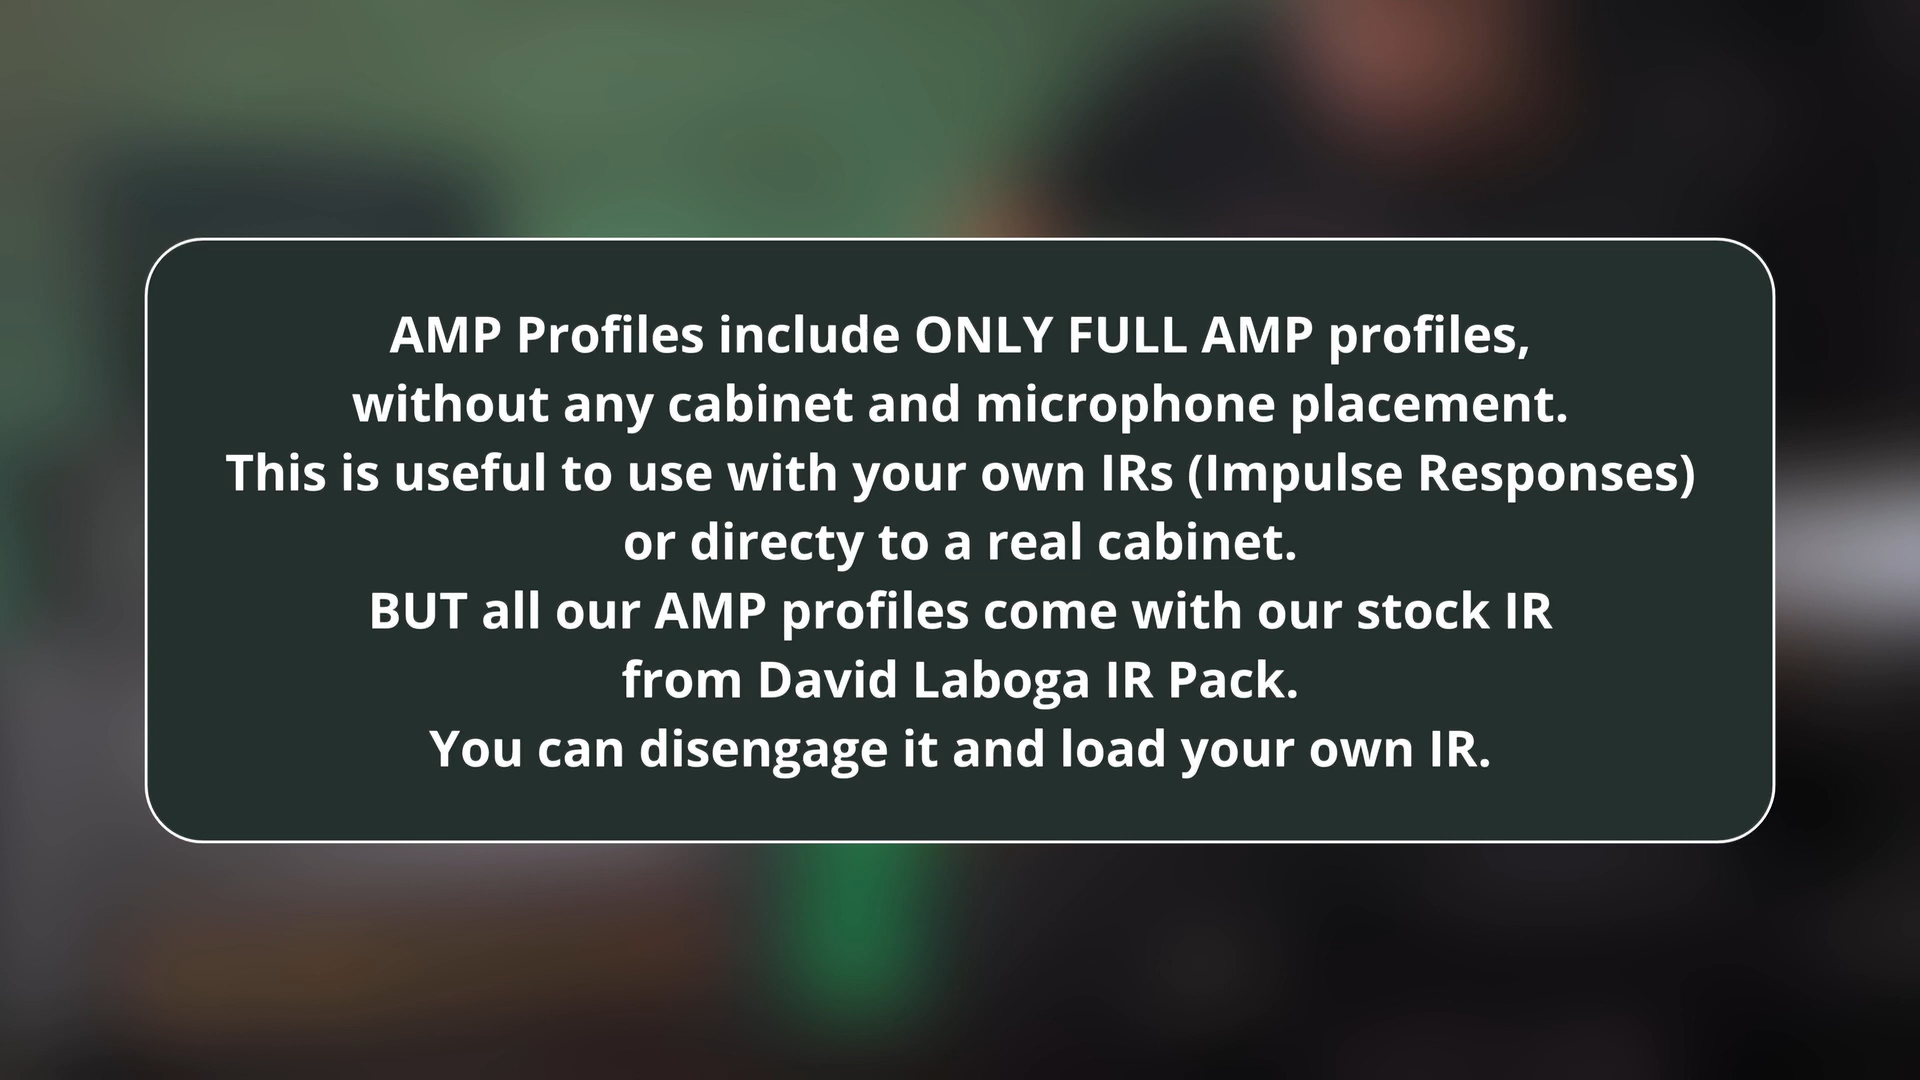 AMP Profiles include ONLY FULL AMP profiles,
without any cabinet and microphone placement.
This is useful to use with your own IRs (Impulse Responses)
or directy to a real cabinet.
BUT all our AMP profiles come with our stock IR
from David Laboga IR Pack.
You can disengage it and load your own IR.